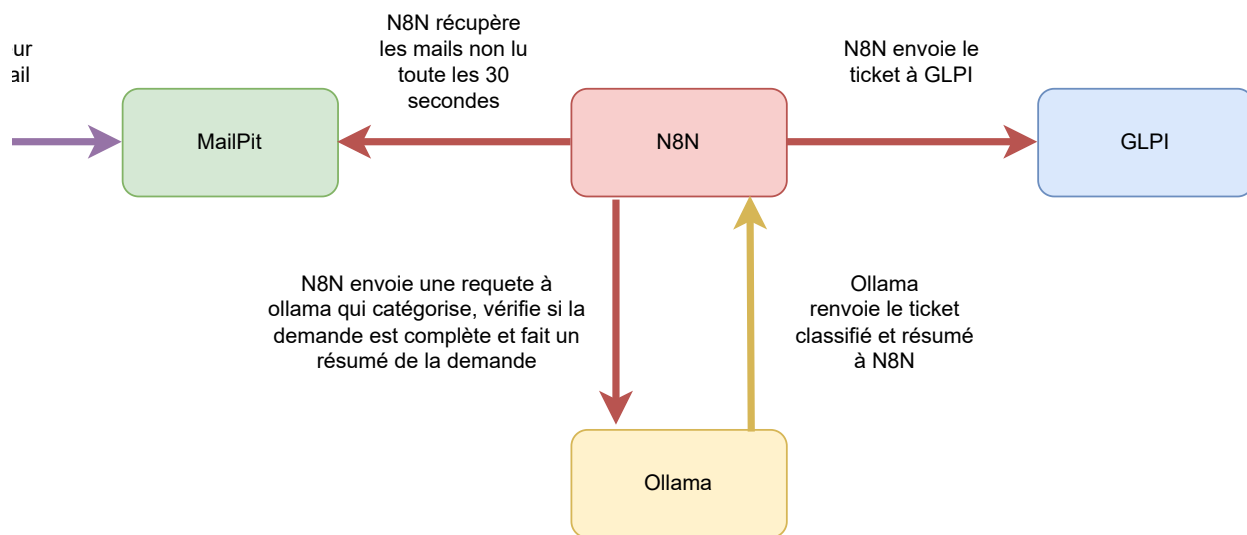 N8N récupère
les mails non lu
toute les 30
secondes
N8N envoie le
ticket à GLPI
MailPit
N8N
GLPI
N8N envoie une requete à
ollama qui catégorise, vérifie si la
demande est complète et fait un
résumé de la demande
Ollama
renvoie le ticket
classifié et résumé
à N8N
Ollama